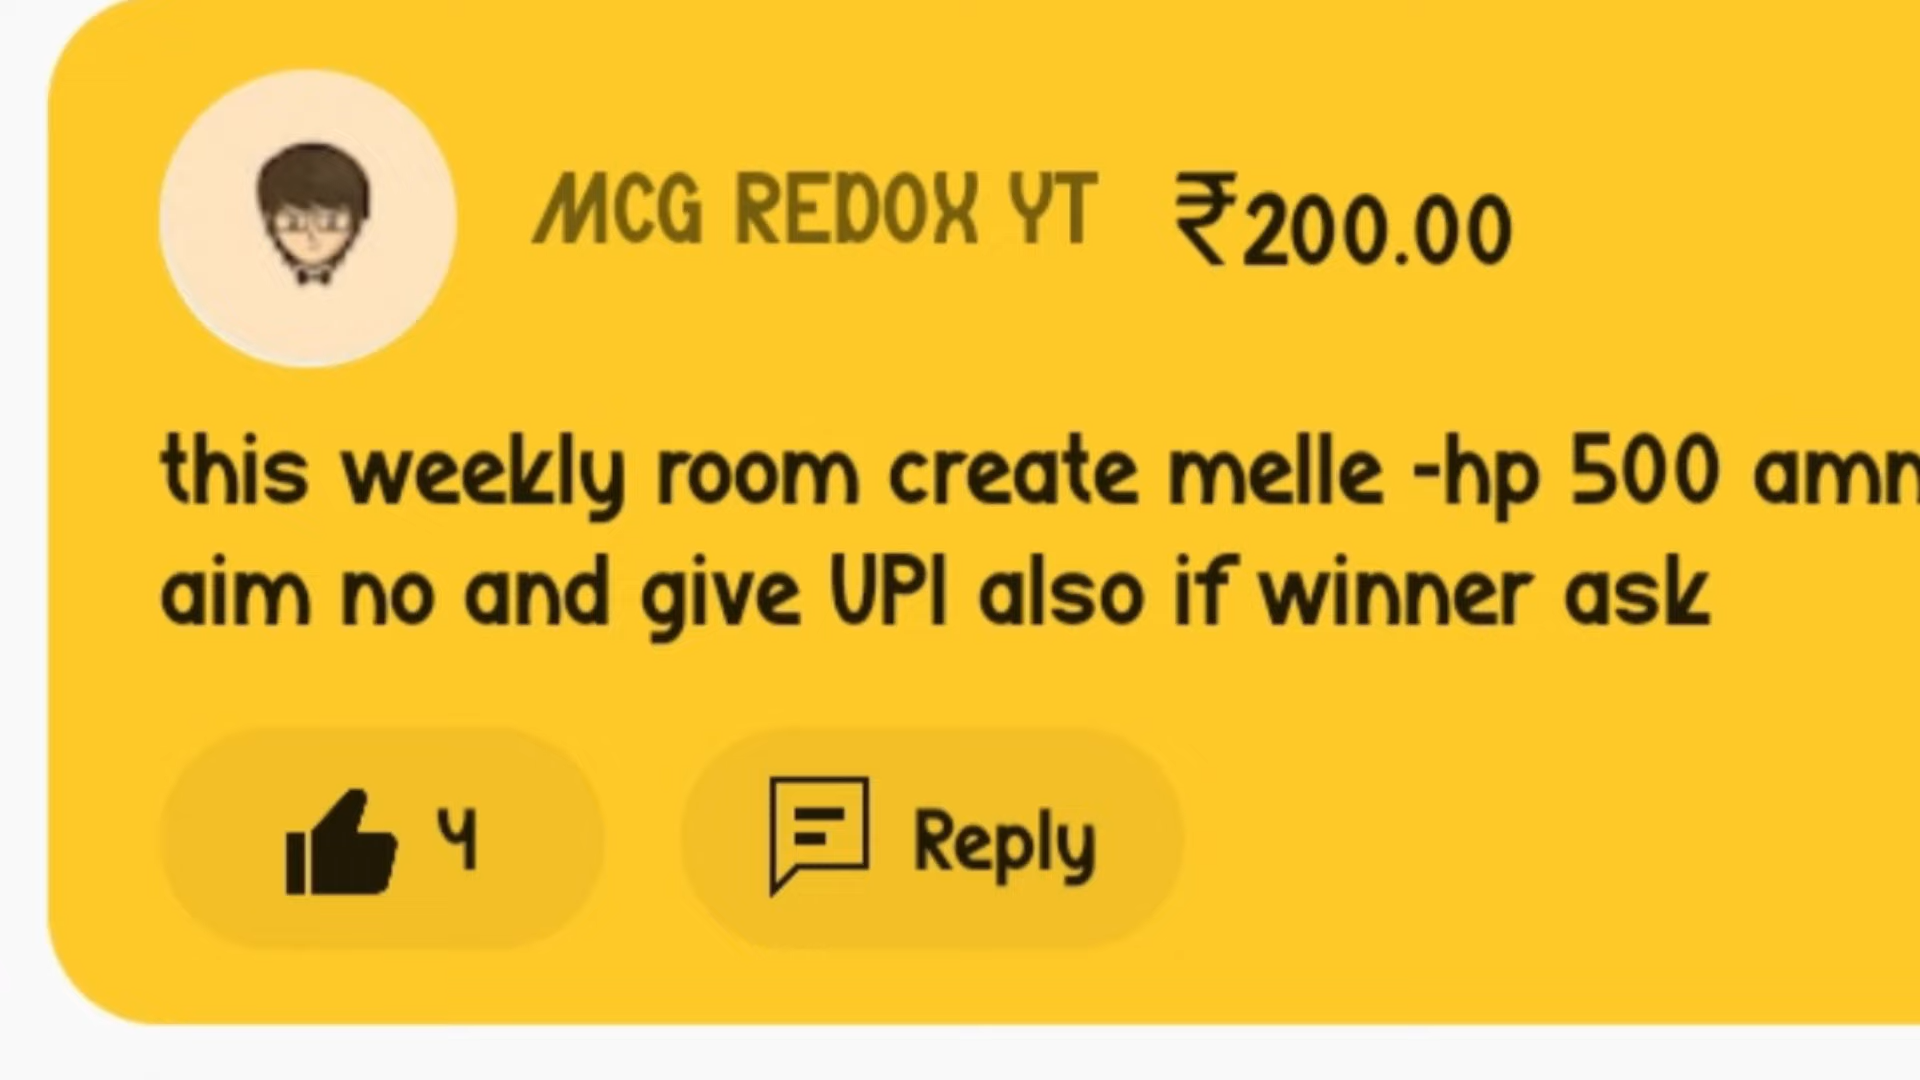 MCG REDOX YT ₹200.00
this weekly room create melle -hp 500
aim no and give UPI also if winner ask
4 Reply